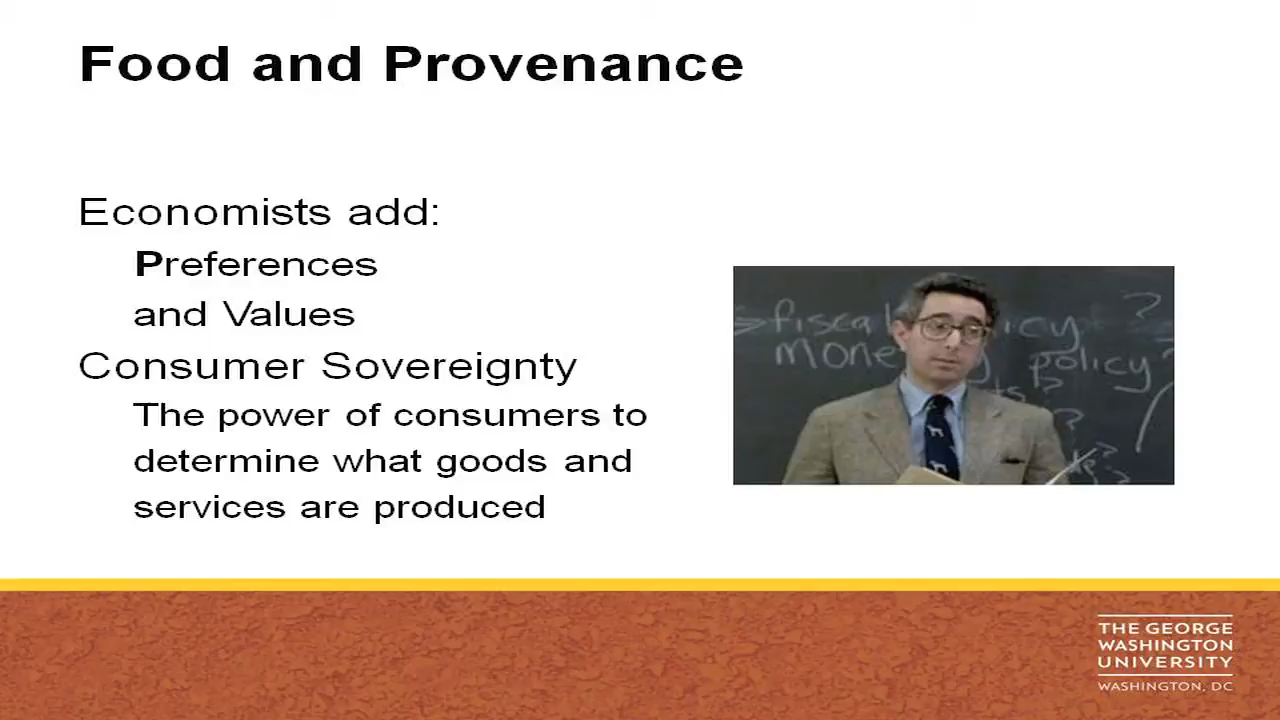 Food and Provenance
Economists add:
Preferences
and Values
Consumer Sovereignty
The power of consumers to
determine what goods and
services are produced
fiscal policy
policy
?
?
?
THE GEORGE
WASHINGTON
UNIVERSITY
WASHINGTON, DC